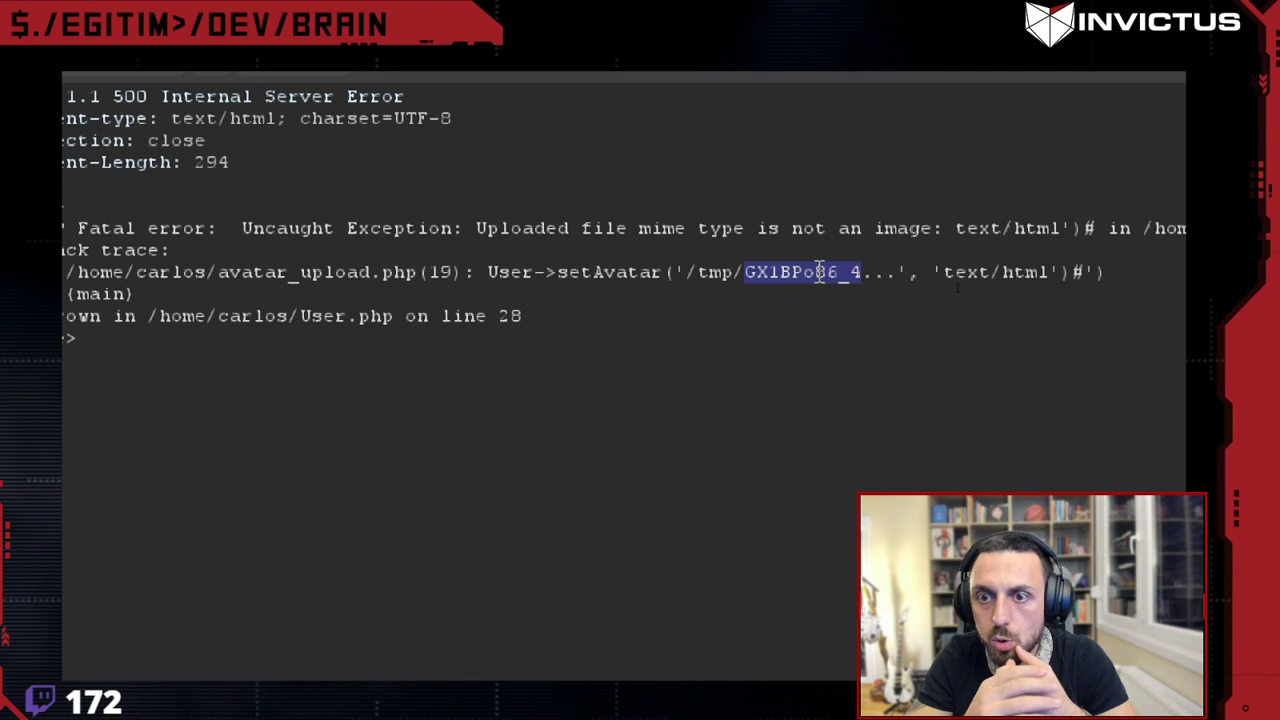 $./EGITIM>/DEV/BRAIN
INVICTUS
1.1 500 Internal Server Error
ent-type: text/html; charset=UTF-8
ection: close
ent-Length: 294
Fatal error:  Uncaught Exception: Uploaded file mime type is not an image: text/html')# in /hom
ck trace:
/home/carlos/avatar_upload.php(19): User->setAvatar('/tmp/GX1BPo86_4...', 'text/html')#')
{main}
own in /home/carlos/User.php on line 28
>
172